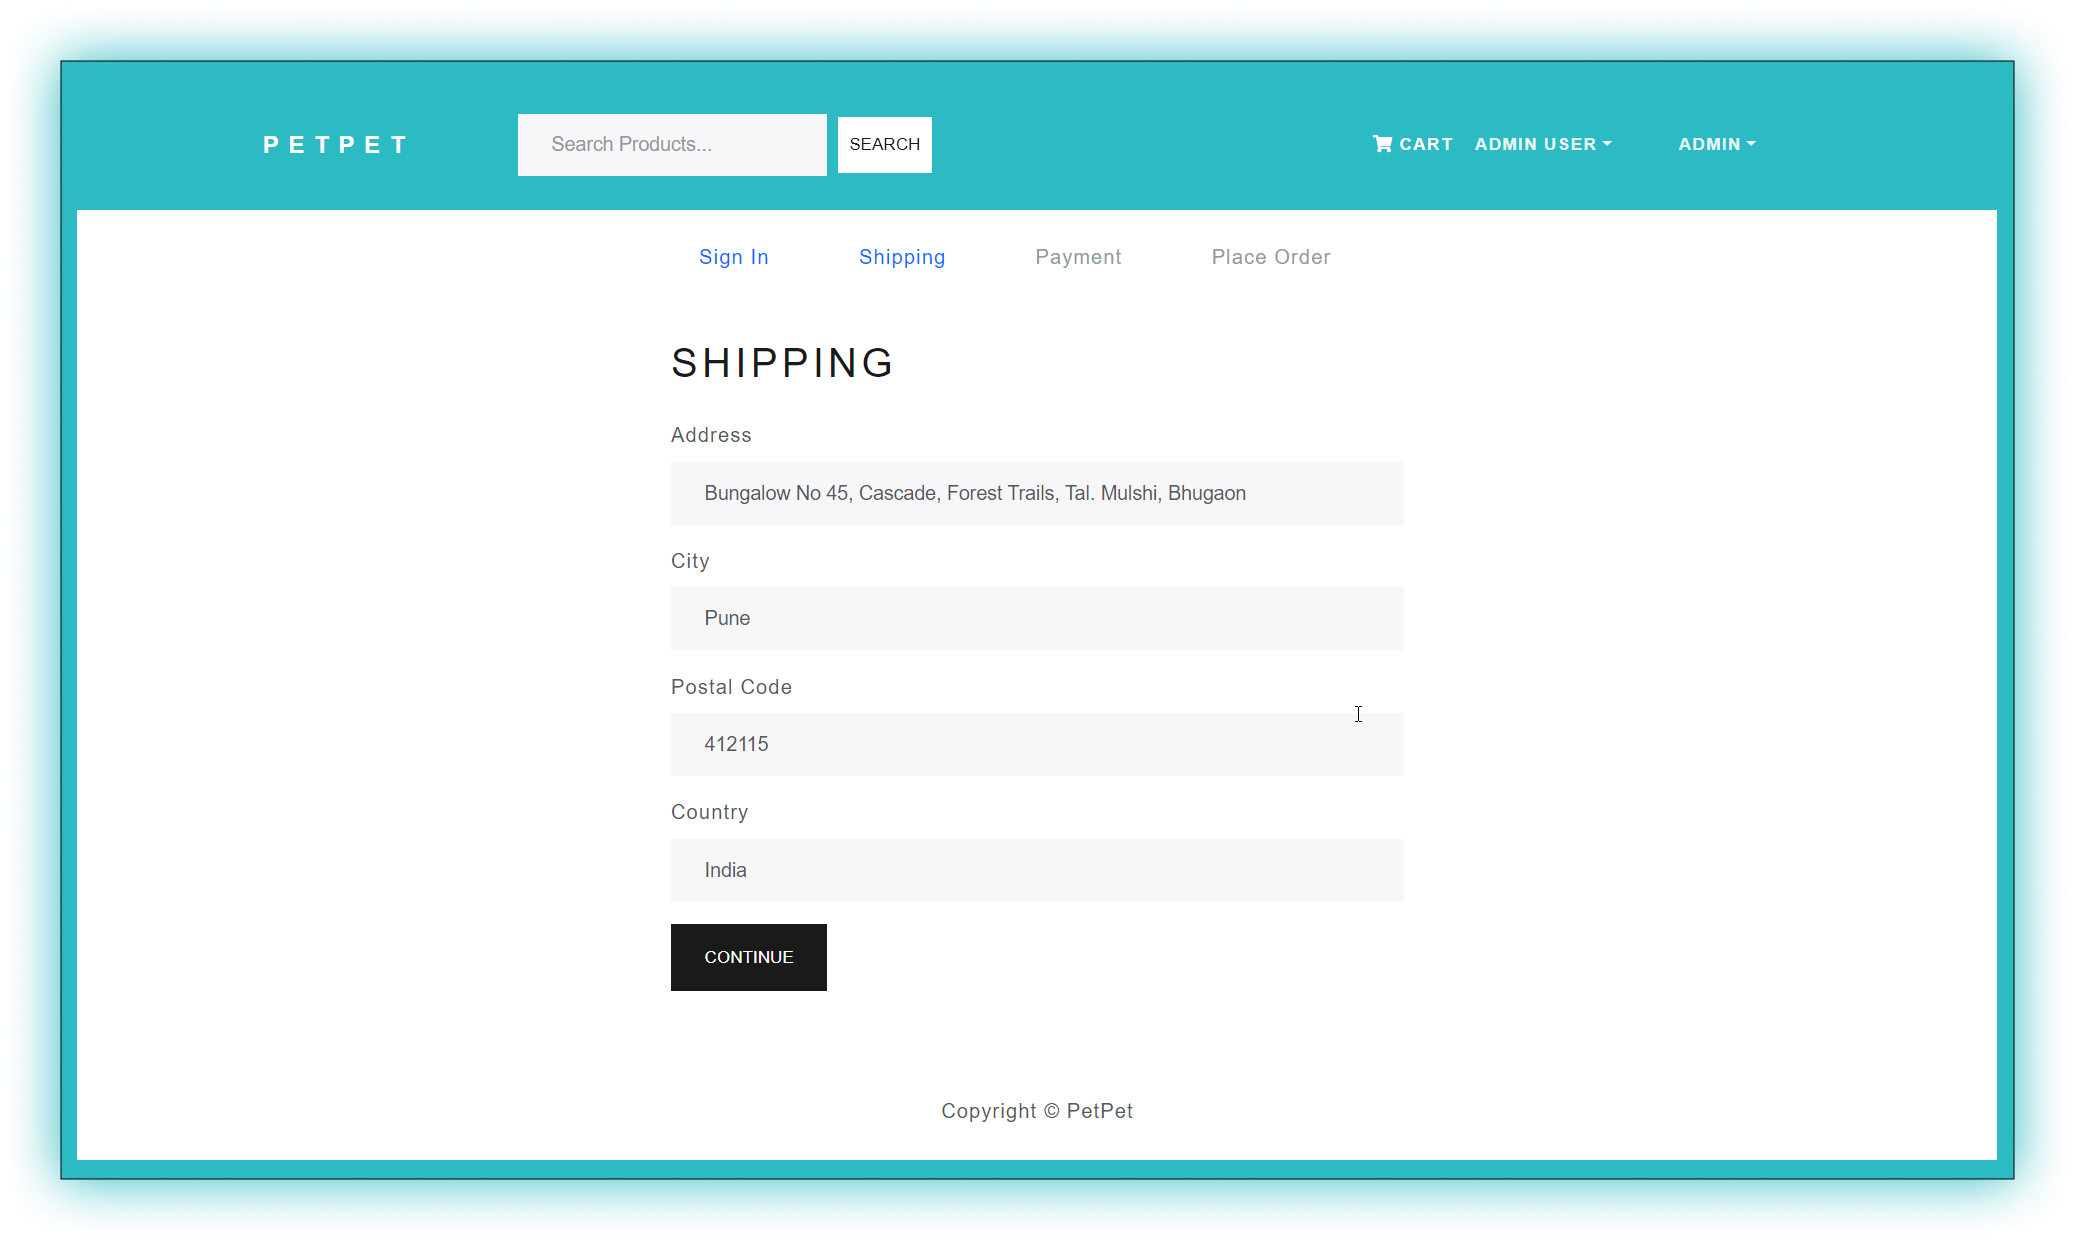 PETPET
Search Products...
SEARCH
CART
ADMIN USER
ADMIN
Sign In
Shipping
Payment
Place Order
SHIPPING
Address
Bungalow No 45, Cascade, Forest Trails, Tal. Mulshi, Bhugaon
City
Pune
Postal Code
412115
Country
India
CONTINUE
Copyright © PetPet